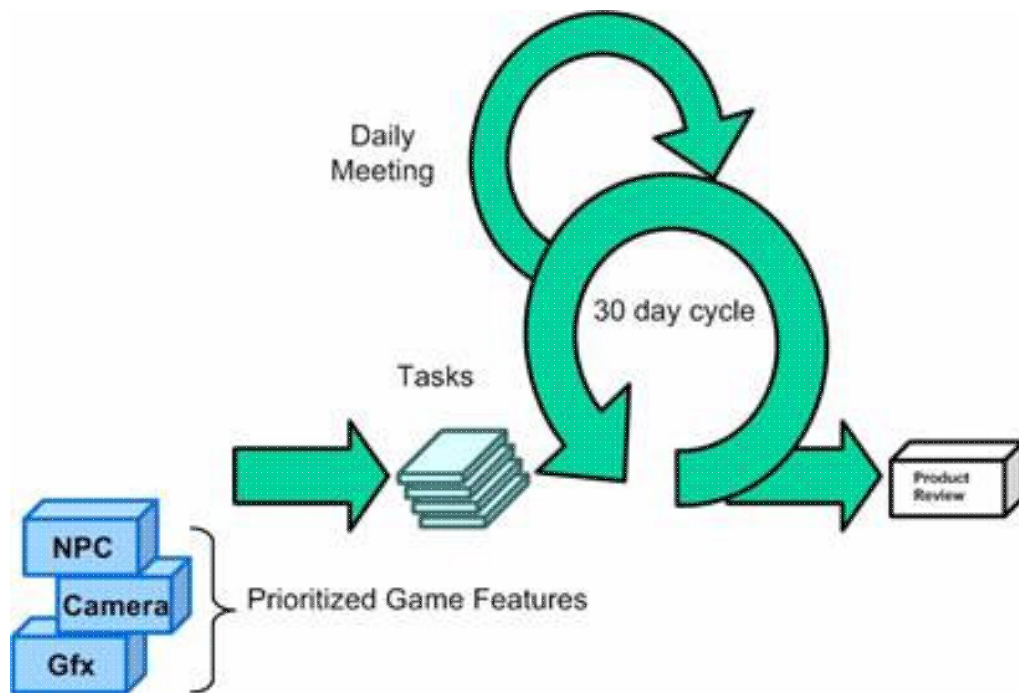 Daily
Meeting
30 day cycle
Tasks
Product
Review
NPC
Camera
Gfx
Prioritized Game Features